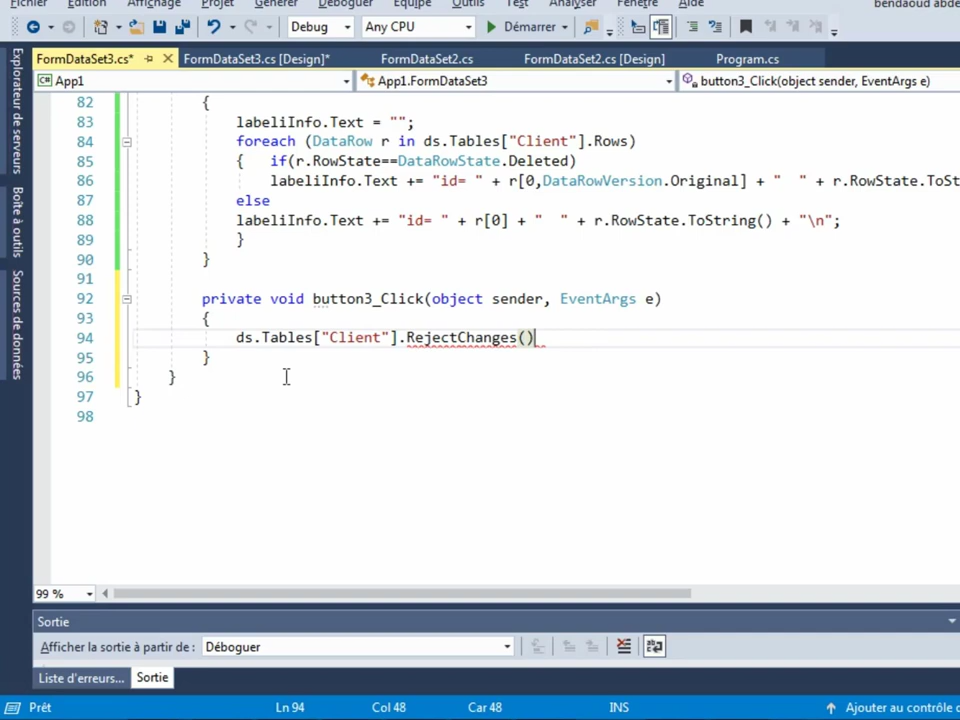 Fichier Edition Affichage Projet Générer Déboguer Equipe Outils Test Analyser Fenêtre Aide bendaoud abde
Debug Any CPU Démarrer
FormDataSet3.cs* FormDataSet3.cs [Design]* FormDataSet2.cs FormDataSet2.cs [Design] Program.cs
App1 App1.FormDataSet3 button3_Click(object sender, EventArgs e)
Explorateur de serveurs
Boîte à outils
Sources de données
82 {
83 labeliInfo.Text = "";
84 foreach (DataRow r in ds.Tables["Client"].Rows)
85 { if(r.RowState==DataRowState.Deleted)
86 labeliInfo.Text += "id= " + r[0,DataRowVersion.Original] + "  " + r.RowState.ToSt
87 else
88 labeliInfo.Text += "id= " + r[0] + "  " + r.RowState.ToString() + "\n";
89 }
90 }
91
92 private void button3_Click(object sender, EventArgs e)
93 {
94 ds.Tables["Client"].RejectChanges()
95 }
96 }
97 }
98
99 %
Sortie
Afficher la sortie à partir de : Déboguer
Liste d'erreurs... Sortie
Prêt Ln 94 Col 48 Car 48 INS Ajouter au contrôle d